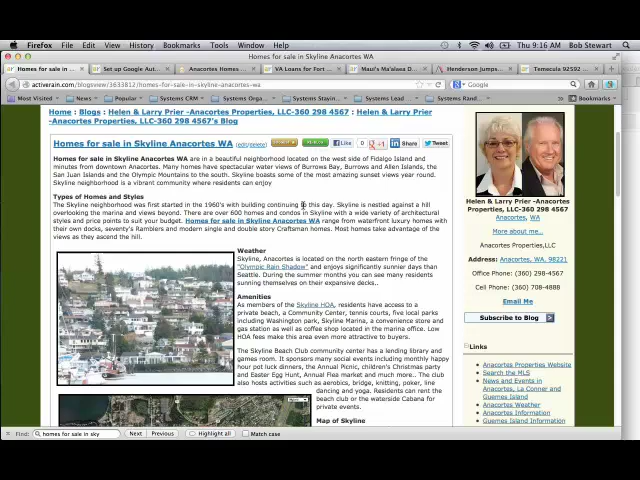 Firefox File Edit View History Bookmarks Tools Window Help Thu 9:16 AM Bob Stewart
Homes for sale in Skyline Anacortes WA
Homes for sale in ... Set up Google Aut... Anacortes Homes ... VA Loans for Fort ... Maui's Ma'alaea D... Henderson Jumps... Temecula 92592 ...
activerain.com/blogsview/3633812/homes-for-sale-in-skyline-anacortes-wa Google
Most Visited News Popular Systems CRM Systems Orga... Systems Stayin... Systems Lead ... Systems Rand... Bookmarks
Home : Blogs : Helen & Larry Prier -Anacortes Properties, LLC-360 298 4567 : Helen & Larry Prier
-Anacortes Properties, LLC-360 298 4567's Blog
Homes for sale in Skyline Anacortes WA (edit/delete) Like 0 +1 Share Tweet
Homes for sale in Skyline Anacortes WA are in a beautiful neighborhood located on the west side of Fidalgo Island and
minutes from downtown Anacortes. Many homes have spectacular water views of Burrows Bay, Burrows and Allen Islands, the
San Juan Islands and the Olympic Mountains to the south. Skyline boasts some of the most amazing sunset views year round.
Skyline neighborhood is a vibrant community where residents can enjoy
Types of Homes and Styles
The Skyline neighborhood was first started in the 1960's with building continuing to this day. Skyline is nestled against a hill
overlooking the marina and views beyond. There are over 600 homes and condos in Skyline with a wide variety of architectural
styles and price points to suit your budget. Homes for sale in Skyline Anacortes WA range from waterfront luxury homes with
their own docks, seventy's Ramblers and modern single and double story Craftsman homes. Most homes take advantage of the
views as they ascend the hill.
Weather
Skyline, Anacortes is located on the north eastern fringe of the
"Olympic Rain Shadow" and enjoys significantly sunnier days than
Seattle. During the summer months you can see many residents
sunning themselves on their expansive decks..
Amenities
As members of the Skyline HOA, residents have access to a
private beach, a Community Center, tennis courts, five local parks
including Washington park, Skyline Marina, a convenience store and
gas station as well as coffee shop located in the marina office. Low
HOA fees make this area even more attractive to buyers.
The Skyline Beach Club community center has a lending library and
games room. It sponsors many social events including monthly happy
hour pot luck dinners, the Annual Picnic, children's Christmas party
and Easter Egg Hunt, Annual Flea market and much more.. The club
also hosts activities such as aerobics, bridge, knitting, poker, line
dancing and yoga. Residents can rent the
beach club or the waterside Cabana for
private events.
Map of Skyline
Helen & Larry Prier -Anacortes
Properties, LLC-360 298 4567
Anacortes, WA
More about me...
Anacortes Properties,LLC
Address: Anacortes, WA, 98221
Office Phone: (360) 298-4567
Cell Phone: (360) 708-4888
Email Me
Subscribe to Blog
Links
Anacortes Properties Website
Search the MLS
News and Events in
Anacortes, La Conner and
Guemes Island
Anacortes Weather
Anacortes Information
Guemes Island Information
Find: homes for sale in sky Next Previous Highlight all Match case